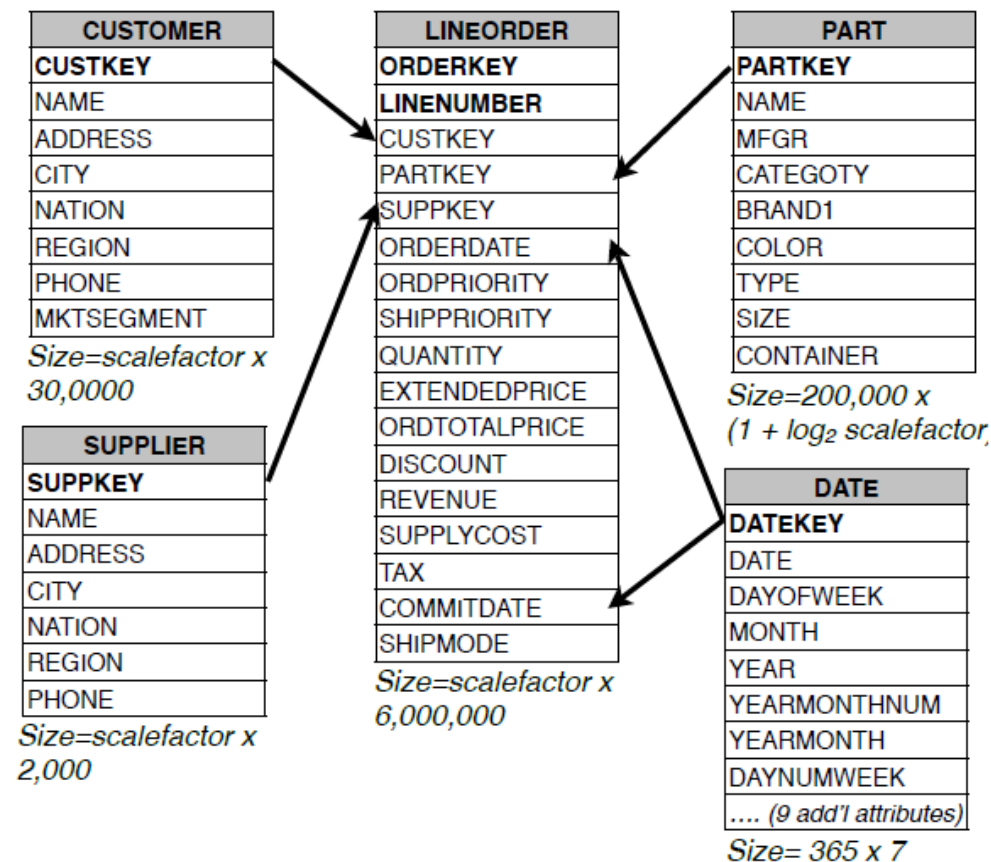 CUSTOMER
CUSTKEY
NAME
ADDRESS
CITY
NATION
REGION
PHONE
MKTSEGMENT
Size=scalefactor x
30,0000
SUPPLIER
SUPPKEY
NAME
ADDRESS
CITY
NATION
REGION
PHONE
Size=scalefactor x
2,000
LINEORDER
ORDERKEY
LINENUMBER
CUSTKEY
PARTKEY
SUPPKEY
ORDERDATE
ORDPRIORITY
SHIPPRIORITY
QUANTITY
EXTENDEDPRICE
ORDTOTALPRICE
DISCOUNT
REVENUE
SUPPLYCOST
TAX
COMMITDATE
SHIPMODE
Size=scalefactor x
6,000,000
PART
PARTKEY
NAME
MFGR
CATEGOTY
BRAND1
COLOR
TYPE
SIZE
CONTAINER
Size=200,000 x
(1 + log₂ scalefactor)
DATE
DATEKEY
DATE
DAYOFWEEK
MONTH
YEAR
YEARMONTHNUM
YEARMONTH
DAYNUMWEEK
.... (9 add'l attributes)
Size= 365 x 7